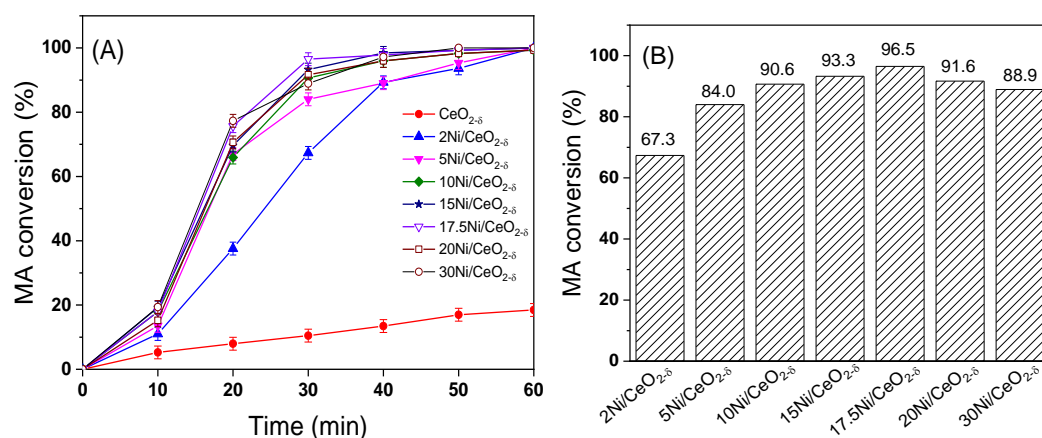 (A)
MA conversion (%)
100
80
60
40
20
0
0 10 20 30 40 50 60
Time (min)
CeO₂₋δ
2Ni/CeO₂₋δ
5Ni/CeO₂₋δ
10Ni/CeO₂₋δ
15Ni/CeO₂₋δ
17.5Ni/CeO₂₋δ
20Ni/CeO₂₋δ
30Ni/CeO₂₋δ
(B)
MA conversion (%)
100
80
60
40
20
0
67.3
84.0
90.6
93.3
96.5
91.6
88.9
2Ni/CeO₂₋δ
5Ni/CeO₂₋δ
10Ni/CeO₂₋δ
15Ni/CeO₂₋δ
17.5Ni/CeO₂₋δ
20Ni/CeO₂₋δ
30Ni/CeO₂₋δ